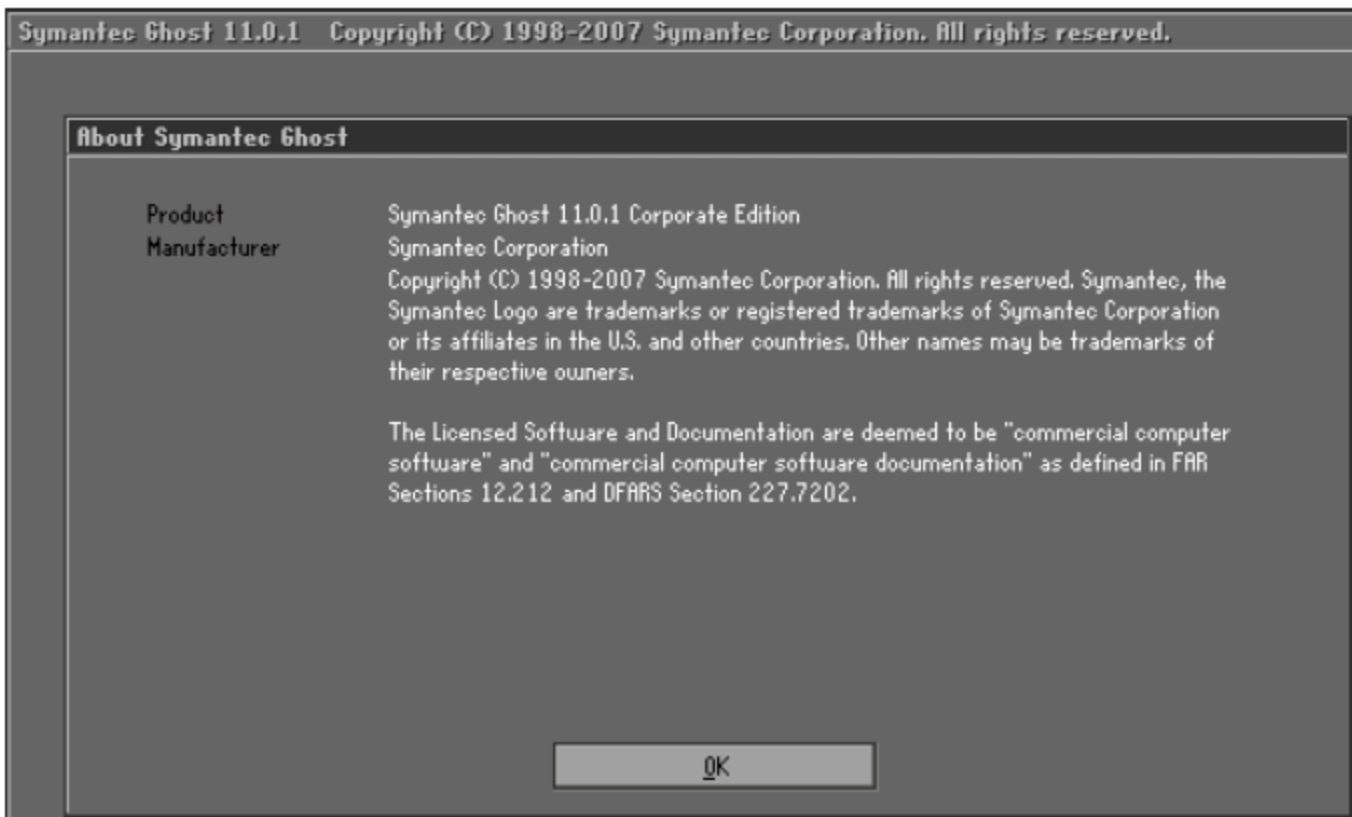 Symantec Ghost 11.0.1 Copyright (C) 1998-2007 Symantec Corporation. All rights reserved.
About Symantec Ghost
Product Symantec Ghost 11.0.1 Corporate Edition
Manufacturer Symantec Corporation
Copyright (C) 1998-2007 Symantec Corporation. All rights reserved. Symantec, the
Symantec Logo are trademarks or registered trademarks of Symantec Corporation
or its affiliates in the U.S. and other countries. Other names may be trademarks of
their respective owners.
The Licensed Software and Documentation are deemed to be "commercial computer
software" and "commercial computer software documentation" as defined in FAR
Sections 12.212 and DFARS Section 227.7202.
OK